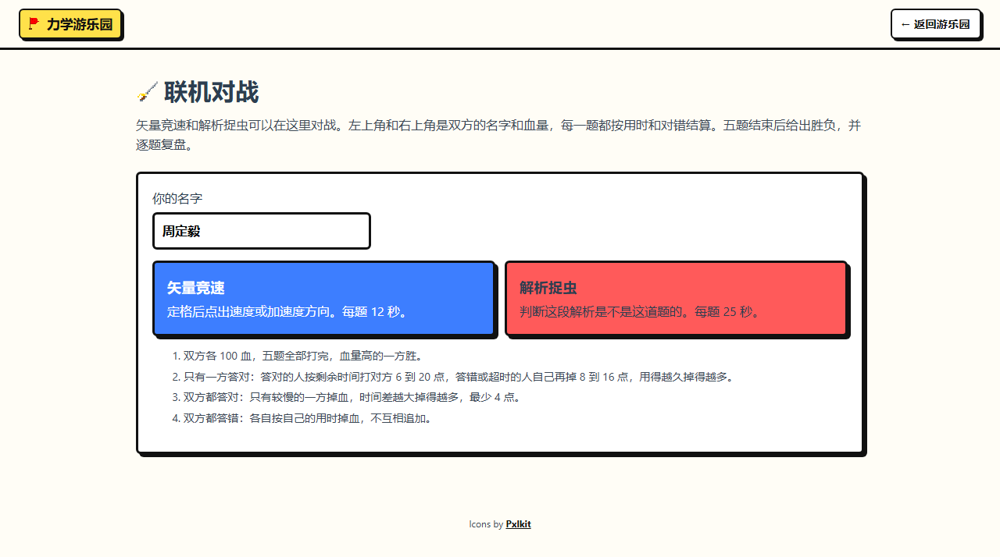 力学游乐园
← 返回游乐园
联机对战
矢量竞速和解析捉虫可以在这里对战。左上角和右上角是双方的名字和血量，每一题都按用时和对错结算。五题结束后给出胜负，并
逐题复盘。
你的名字
周定毅
矢量竞速
定格后点出速度或加速度方向。每题 12 秒。
解析捉虫
判断这段解析是不是这道题的。每题 25 秒。
1. 双方各 100 血，五题全部打完，血量高的一方胜。
2. 只有一方答对：答对的人按剩余时间打对方 6 到 20 点，答错或超时的人自己再掉 8 到 16 点，用得越久掉得越多。
3. 双方都答对：只有较慢的一方掉血，时间差越大掉得越多，最少 4 点。
4. 双方都答错：各自按自己的用时掉血，不互相追加。
Icons by Pxlkit